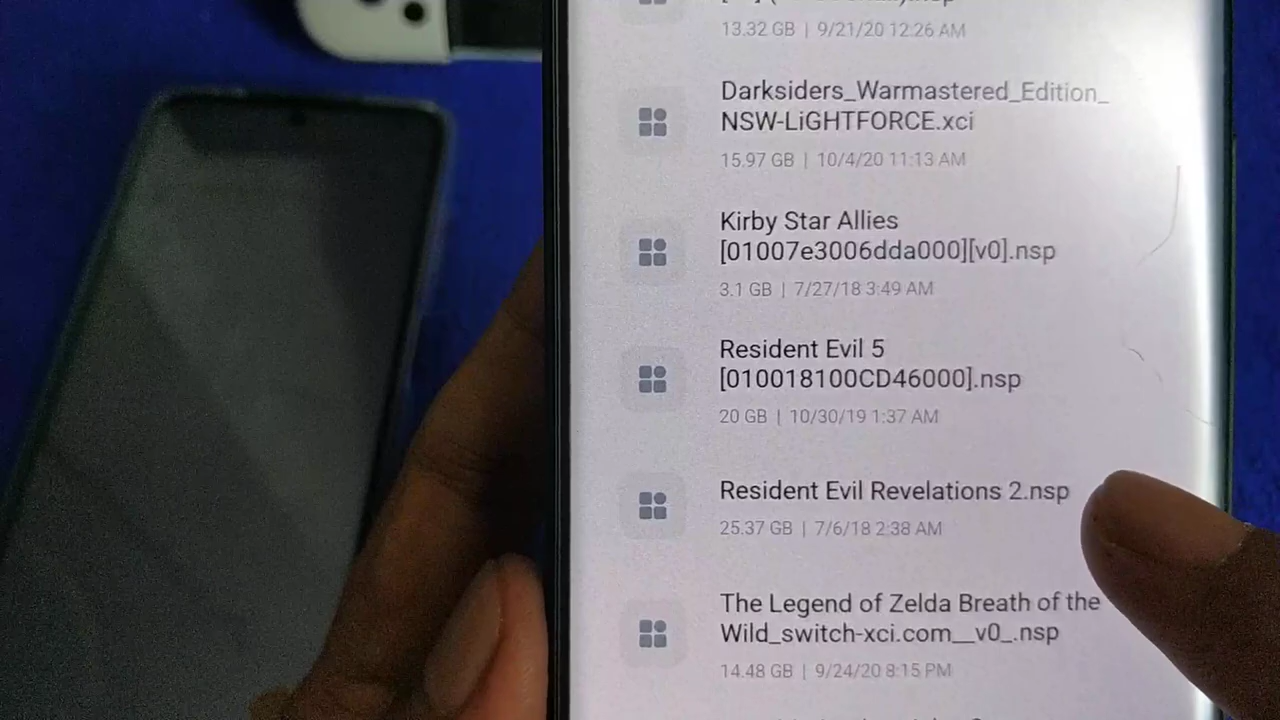 13.32 GB | 9/21/20 12:26 AM
Darksiders_Warmastered_Edition_
NSW-LiGHTFORCE.xci
15.97 GB | 10/4/20 11:13 AM
Kirby Star Allies
[01007e3006dda000][v0].nsp
3.1 GB | 7/27/18 3:49 AM
Resident Evil 5
[010018100CD46000].nsp
20 GB | 10/30/19 1:37 AM
Resident Evil Revelations 2.nsp
25.37 GB | 7/6/18 2:38 AM
The Legend of Zelda Breath of the
Wild_switch-xci.com__v0_.nsp
14.48 GB | 9/24/20 8:15 PM